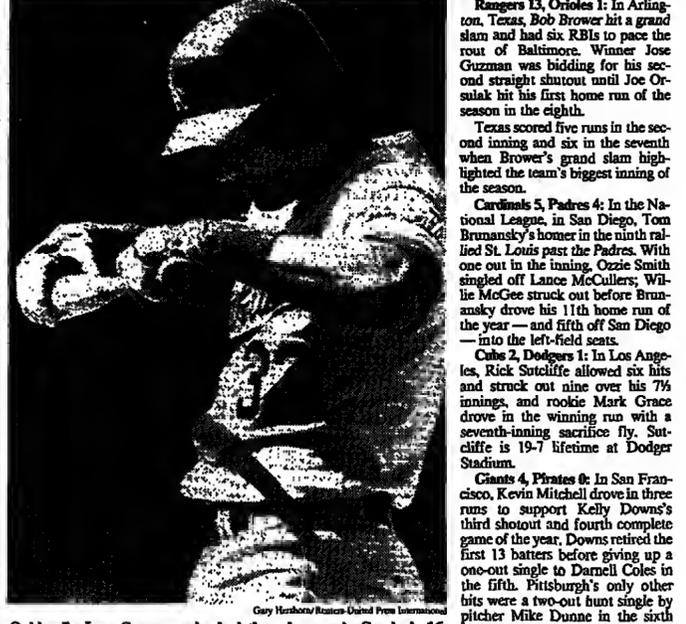 Rangers 13, Orioles 1: In Arling-
ton, Texas, Bob Brower hit a grand
slam and had six RBIs to pace the
rout of Baltimore. Winner Jose
Guzman was bidding for his sec-
ond straight shutout until Joe Or-
sulak hit his first home run of the
season in the eighth.
Texas scored five runs in the sec-
ond inning and six in the seventh
when Brower's grand slam high-
lighted the team's biggest inning of
the season.
Cardinals 5, Padres 4: In the Na-
tional League, in San Diego, Tom
Brunansky's homer in the ninth ral-
lied St. Louis past the Padres. With
one out in the inning, Ozzie Smith
singled off Lance McCullers; Wil-
lie McGee struck out before Brun-
ansky drove his 11th home run of
the year — and fifth off San Diego
— into the left-field seats.
Cubs 2, Dodgers 1: In Los Ange-
les, Rick Sutcliffe allowed six hits
and struck out nine over his 7⅓
innings, and rookie Mark Grace
drove in the winning run with a
seventh-inning sacrifice fly. Sut-
cliffe is 19-7 lifetime at Dodger
Stadium.
Giants 4, Pirates 0: In San Fran-
cisco, Kevin Mitchell drove in three
runs to support Kelly Downs's
third shotout and fourth complete
game of the year. Downs retired the
first 13 batters before giving up a
one-out single to Darnell Coles in
the fifth. Pittsburgh's only other
hits were a two-out bunt single by
pitcher Mike Dunne in the sixth
3
Gary Hershorn/Reuters-United Press International